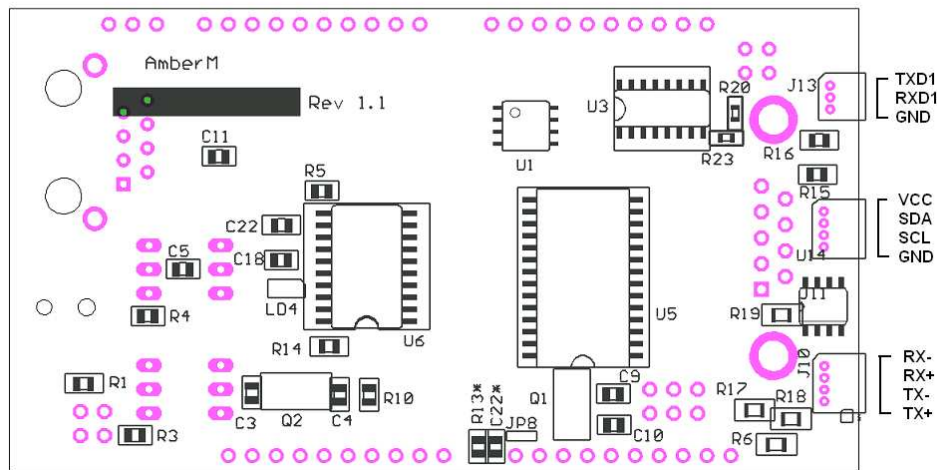 AmberM
Rev 1.1
C11
R5
C22
C18
C5
LD4
R4
R14
U6
R1
R3
C3
Q2
C4
R10
R13*
C22*
JP8
Q1
C9
C10
U5
U1
U3
R20
R23
J13
TXD1
RXD1
GND
R16
R15
VCC
SDA
SCL
GND
U14
J11
R19
J10
RX-
RX+
TX-
TX+
R17
R18
R6